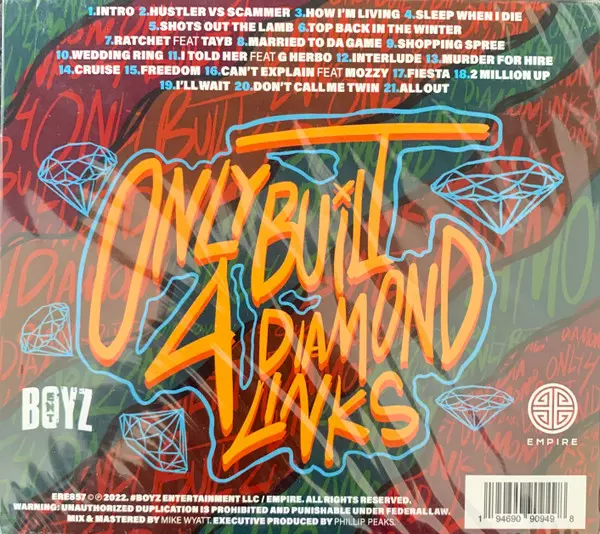 1.INTRO 2.HUSTLER VS SCAMMER 3.HOW I'M LIVING 4.SLEEP WHEN I DIE
5.SHOTS OUT THE LAMB 6.TOP BACK IN THE WINTER
7.RATCHET FEAT TAYB 8.MARRIED TO DA GAME 9.SHOPPING SPREE
10.WEDDING RING 11.I TOLD HER FEAT G HERBO 12.INTERLUDE 13.MURDER FOR HIRE
14.CRUISE 15.FREEDOM 16.CAN'T EXPLAIN FEAT MOZZY 17.FIESTA 18.2 MILLION UP
19.I'LL WAIT 20.DON'T CALL ME TWIN 21.ALL OUT
ONLY BUILT
4 DIAMOND
LINKS
BOYZ
ENT
EMPIRE
ERE857 © ℗ 2022. #BOYZ ENTERTAINMENT LLC / EMPIRE. ALL RIGHTS RESERVED.
WARNING: UNAUTHORIZED DUPLICATION IS PROHIBITED AND PUNISHABLE UNDER FEDERAL LAW.
MIX & MASTERED BY MIKE WYATT. EXECUTIVE PRODUCED BY PHILLIP PEAKS.
1 94690 90949 8